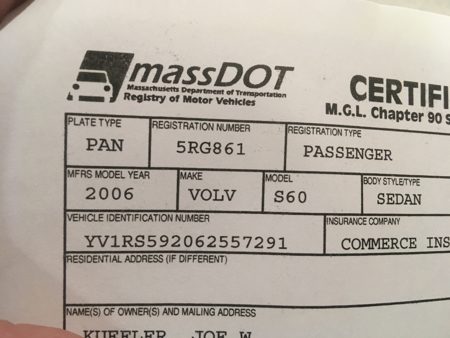 massDOT
Massachusetts Department of Transportation
Registry of Motor Vehicles
CERTIFI
M.G.L. Chapter 90 S
PLATE TYPE REGISTRATION NUMBER REGISTRATION TYPE
PAN 5RG861 PASSENGER
MFRS MODEL YEAR MAKE MODEL BODY STYLE/TYPE
2006 VOLV S60 SEDAN
VEHICLE IDENTIFICATION NUMBER INSURANCE COMPANY
YV1RS592062557291 COMMERCE INS
RESIDENTIAL ADDRESS (IF DIFFERENT)
NAME(S) OF OWNER(S) AND MAILING ADDRESS
KUEFLER, JOE W